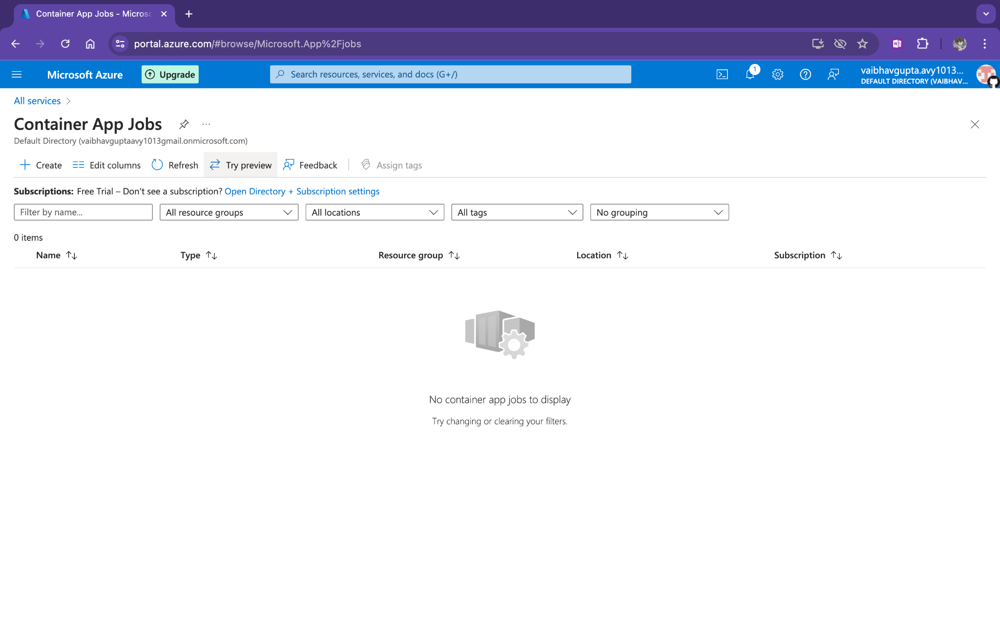 Container App Jobs - Micros
portal.azure.com/#browse/Microsoft.App%2Fjobs
Microsoft Azure
Upgrade
Search resources, services, and docs (G+/)
1
vaibhavgupta.avy1013...
DEFAULT DIRECTORY (VAIBHAV...
All services
Container App Jobs
Default Directory (vaibhavguptaavy1013gmail.onmicrosoft.com)
Create
Edit columns
Refresh
Try preview
Feedback
Assign tags
Subscriptions: Free Trial – Don't see a subscription? Open Directory + Subscription settings
Filter by name...
All resource groups
All locations
All tags
No grouping
0 items
Name
Type
Resource group
Location
Subscription
No container app jobs to display
Try changing or clearing your filters.